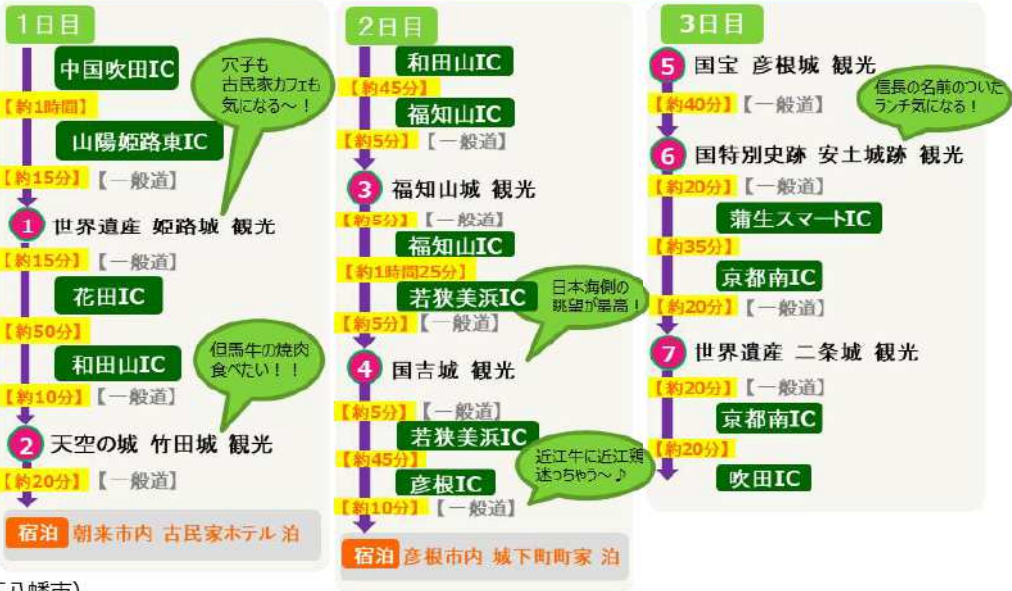 1日目
中国吹田IC
【約1時間】
山陽姫路東IC
【約15分】【一般道】
1 世界遺産 姫路城 観光
穴子も
古民家カフェも
気になる～！
【約15分】【一般道】
花田IC
【約50分】
和田山IC
【約10分】【一般道】
2 天空の城 竹田城 観光
但馬牛の焼肉
食べたい！！
【約20分】【一般道】
宿泊 朝来市内 古民家ホテル 泊
2日目
和田山IC
【約45分】
福知山IC
【約5分】【一般道】
3 福知山城 観光
【約5分】【一般道】
福知山IC
【約1時間25分】
若狭美浜IC
【約5分】【一般道】
4 国吉城 観光
日本海側の
眺望が最高！
【約5分】【一般道】
若狭美浜IC
【約45分】
彦根IC
【約10分】【一般道】
近江牛に近江鶏
迷っちゃう～♪
宿泊 彦根市内 城下町町家 泊
3日目
5 国宝 彦根城 観光
【約40分】【一般道】
信長の名前のついた
ランチ気になる！
6 国特別史跡 安土城跡 観光
【約20分】【一般道】
蒲生スマートIC
【約35分】
京都南IC
【約20分】【一般道】
7 世界遺産 二条城 観光
【約20分】【一般道】
京都南IC
【約20分】
吹田IC
八幡市）